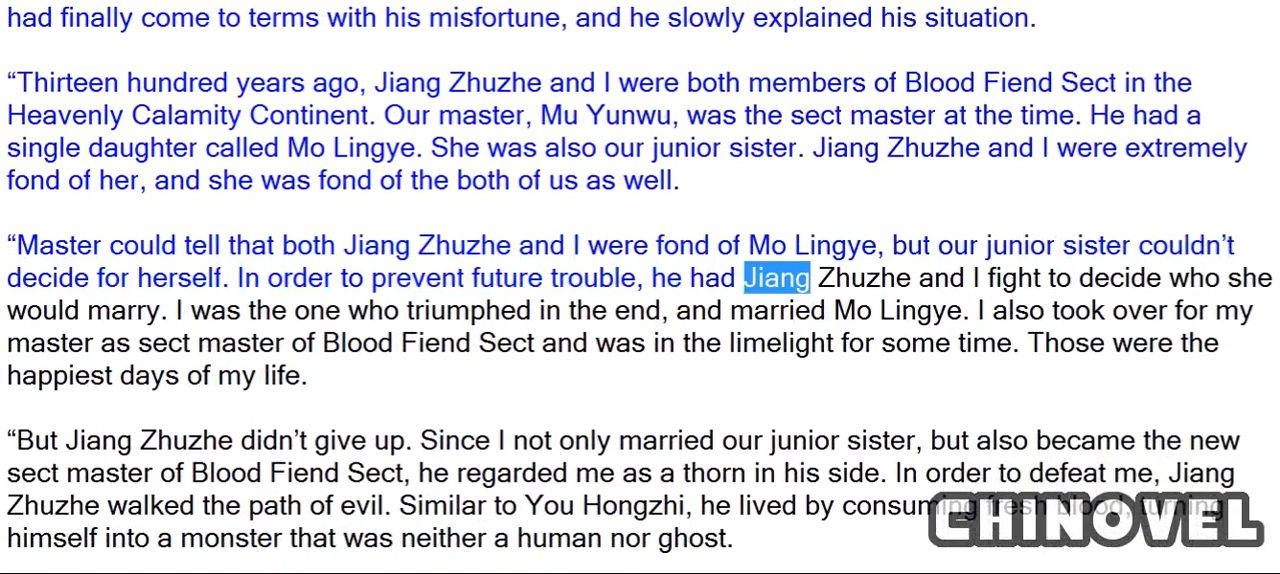 had finally come to terms with his misfortune, and he slowly explained his situation.
“Thirteen hundred years ago, Jiang Zhuzhe and I were both members of Blood Fiend Sect in the
Heavenly Calamity Continent. Our master, Mu Yunwu, was the sect master at the time. He had a
single daughter called Mo Lingye. She was also our junior sister. Jiang Zhuzhe and I were extremely
fond of her, and she was fond of the both of us as well.
“Master could tell that both Jiang Zhuzhe and I were fond of Mo Lingye, but our junior sister couldn’t
decide for herself. In order to prevent future trouble, he had Jiang Zhuzhe and I fight to decide who she
would marry. I was the one who triumphed in the end, and married Mo Lingye. I also took over for my
master as sect master of Blood Fiend Sect and was in the limelight for some time. Those were the
happiest days of my life.
“But Jiang Zhuzhe didn’t give up. Since I not only married our junior sister, but also became the new
sect master of Blood Fiend Sect, he regarded me as a thorn in his side. In order to defeat me, Jiang
Zhuzhe walked the path of evil. Similar to You Hongzhi, he lived by consuming fresh blood, turning
himself into a monster that was neither a human nor ghost.
CHINOVEL